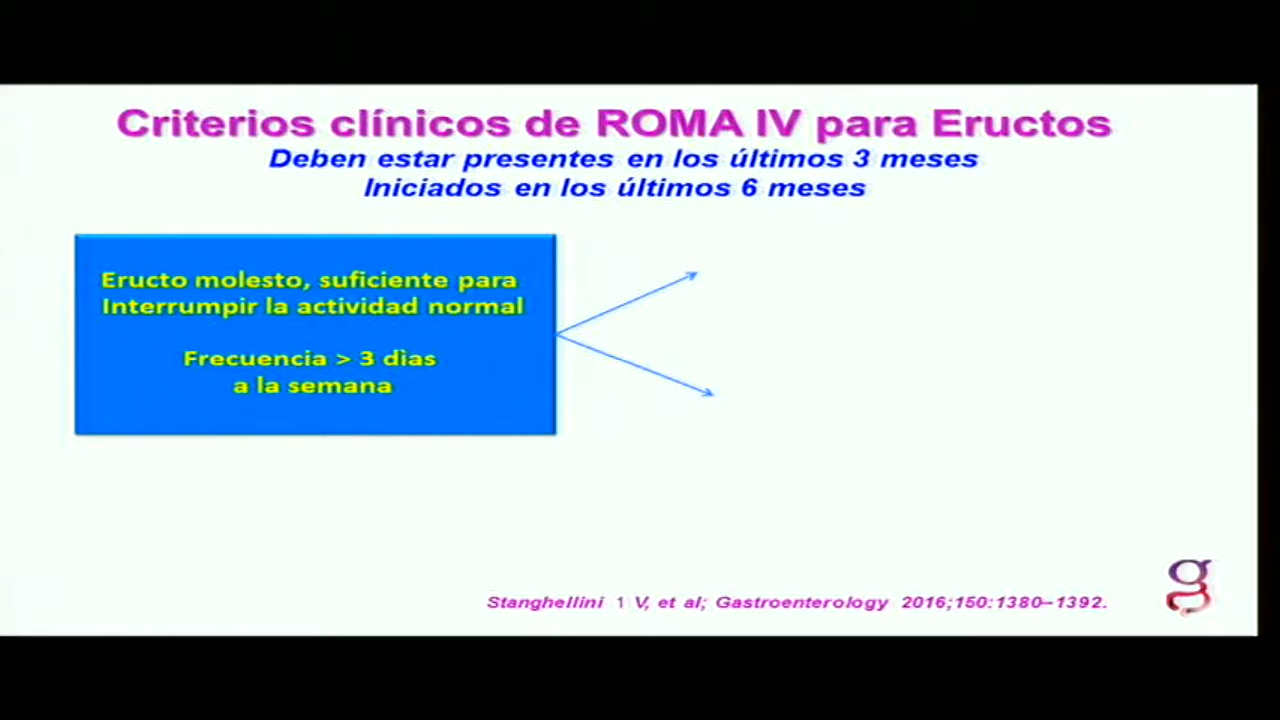 Criterios clínicos de ROMA IV para Eructos
Deben estar presentes en los últimos 3 meses
Iniciados en los últimos 6 meses
Eructo molesto, suficiente para
Interrumpir la actividad normal
Frecuencia > 3 dìas
a la semana
Stanghellini 1 V, et al; Gastroenterology 2016;150:1380–1392.